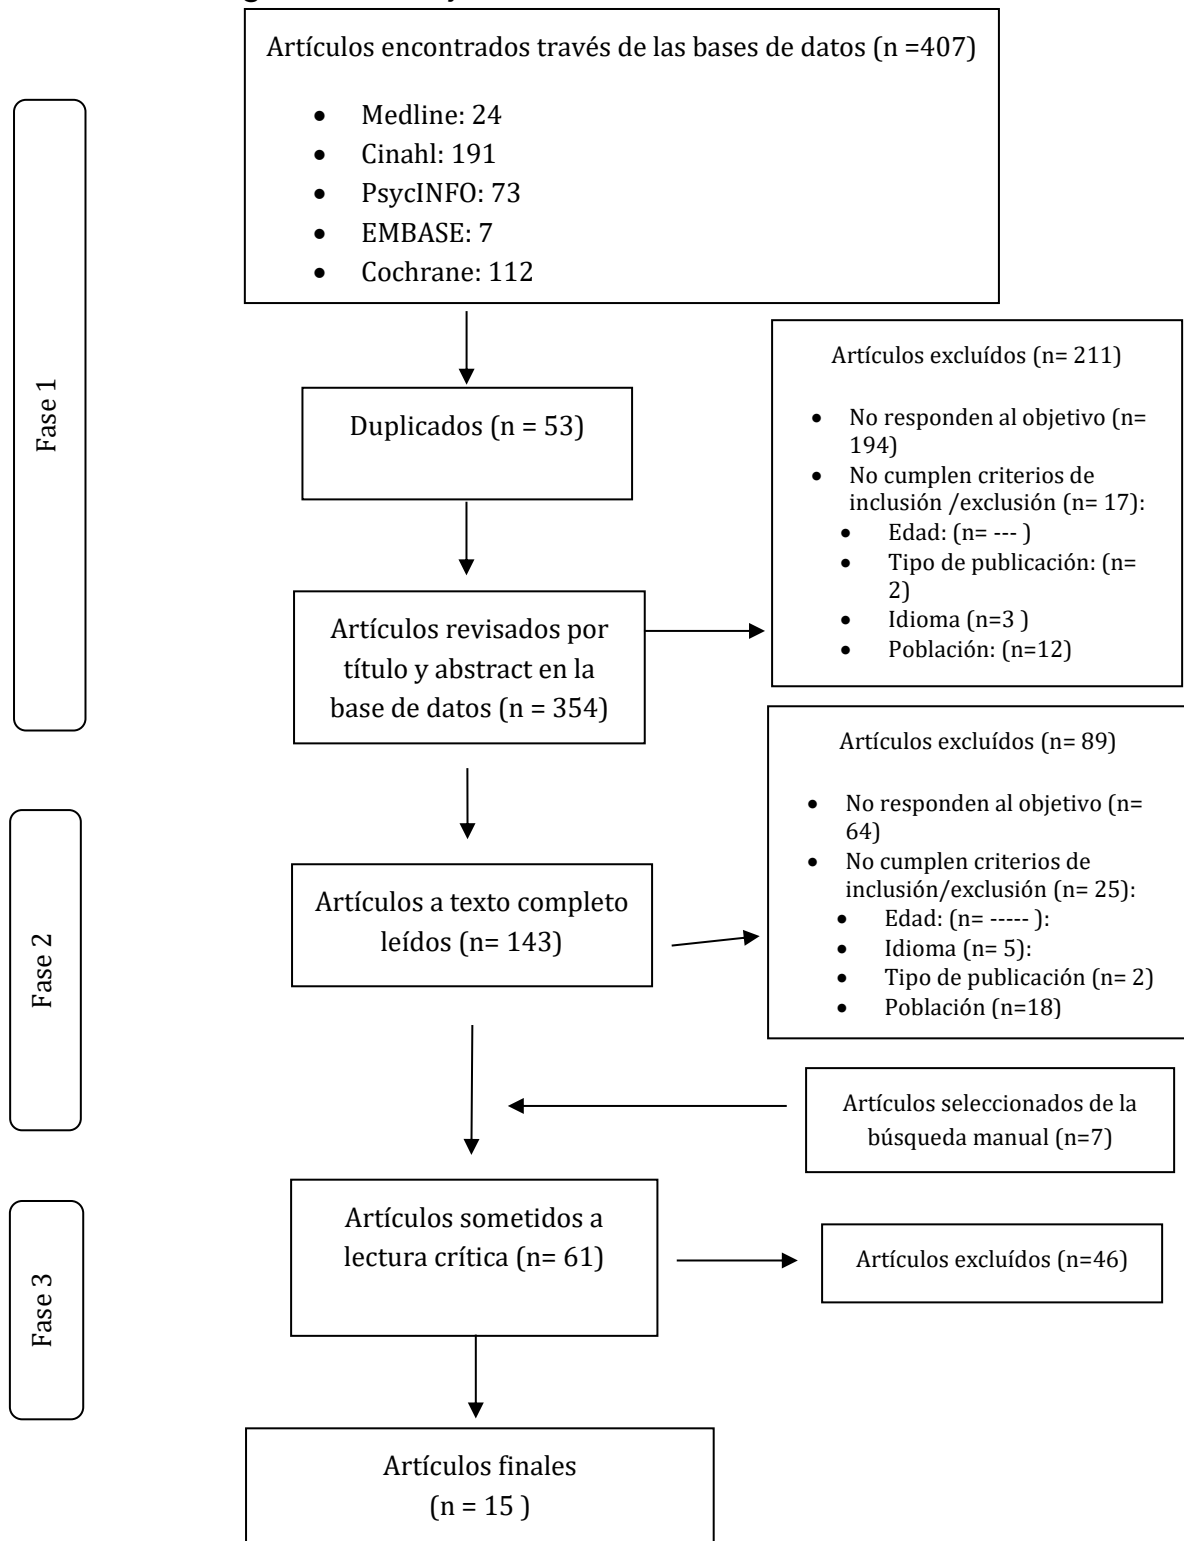 Artículos encontrados través de las bases de datos (n =407)
• Medline: 24
• Cinahl: 191
• PsycINFO: 73
• EMBASE: 7
• Cochrane: 112
Fase 1
Duplicados (n = 53)
Artículos excluídos (n= 211)
• No responden al objetivo (n=
194)
• No cumplen criterios de
inclusión /exclusión (n= 17):
• Edad: (n= --- )
• Tipo de publicación: (n=
2)
• Idioma (n=3 )
• Población: (n=12)
Artículos revisados por
título y abstract en la
base de datos (n = 354)
Artículos excluídos (n= 89)
• No responden al objetivo (n=
64)
• No cumplen criterios de
inclusión/exclusión (n= 25):
• Edad: (n= ----- ):
• Idioma (n= 5):
• Tipo de publicación (n= 2)
• Población (n=18)
Fase 2
Artículos a texto completo
leídos (n= 143)
Artículos seleccionados de la
búsqueda manual (n=7)
Fase 3
Artículos sometidos a
lectura crítica (n= 61)
Artículos excluídos (n=46)
Artículos finales
(n = 15 )